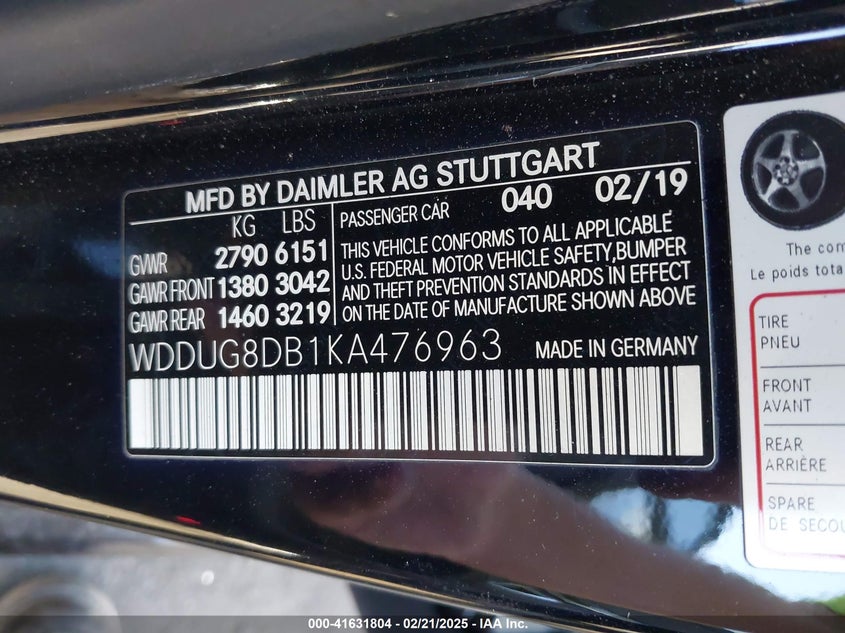 MFD BY DAIMLER AG STUTTGART
KG LBS
PASSENGER CAR 040 02/19
GVWR 2790 6151
GAWR FRONT 1380 3042
GAWR REAR 1460 3219
THIS VEHICLE CONFORMS TO ALL APPLICABLE
U.S. FEDERAL MOTOR VEHICLE SAFETY,BUMPER
AND THEFT PREVENTION STANDARDS IN EFFECT
ON THE DATE OF MANUFACTURE SHOWN ABOVE
WDDUG8DB1KA476963 MADE IN GERMANY
The com
Le poids tota
TIRE
PNEU
FRONT
AVANT
REAR
ARRIÈRE
SPARE
DE SECOU
000-41631804 - 02/21/2025 - IAA Inc.